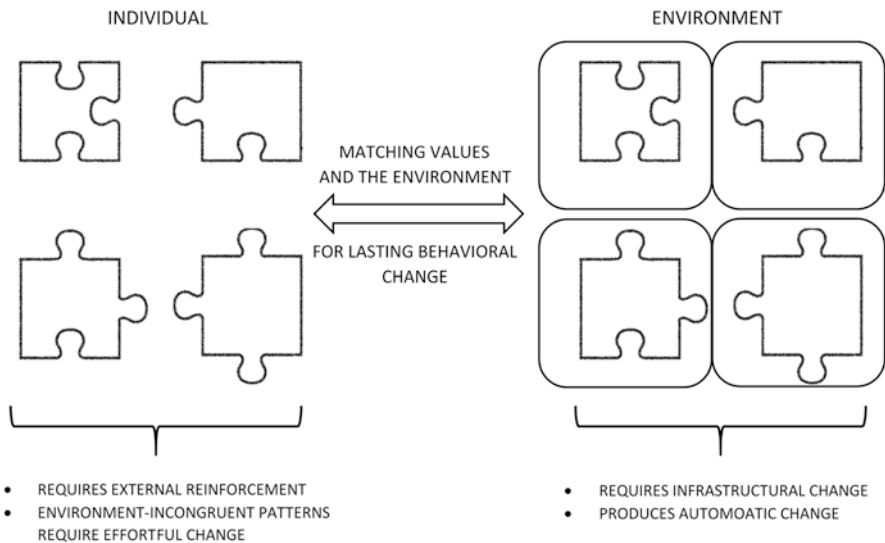 INDIVIDUAL
ENVIRONMENT
MATCHING VALUES
AND THE ENVIRONMENT
FOR LASTING BEHAVIORAL
CHANGE
• REQUIRES EXTERNAL REINFORCEMENT
• ENVIRONMENT-INCONGRUENT PATTERNS
REQUIRE EFFORTFUL CHANGE
• REQUIRES INFRASTRUCTURAL CHANGE
• PRODUCES AUTOMOATIC CHANGE